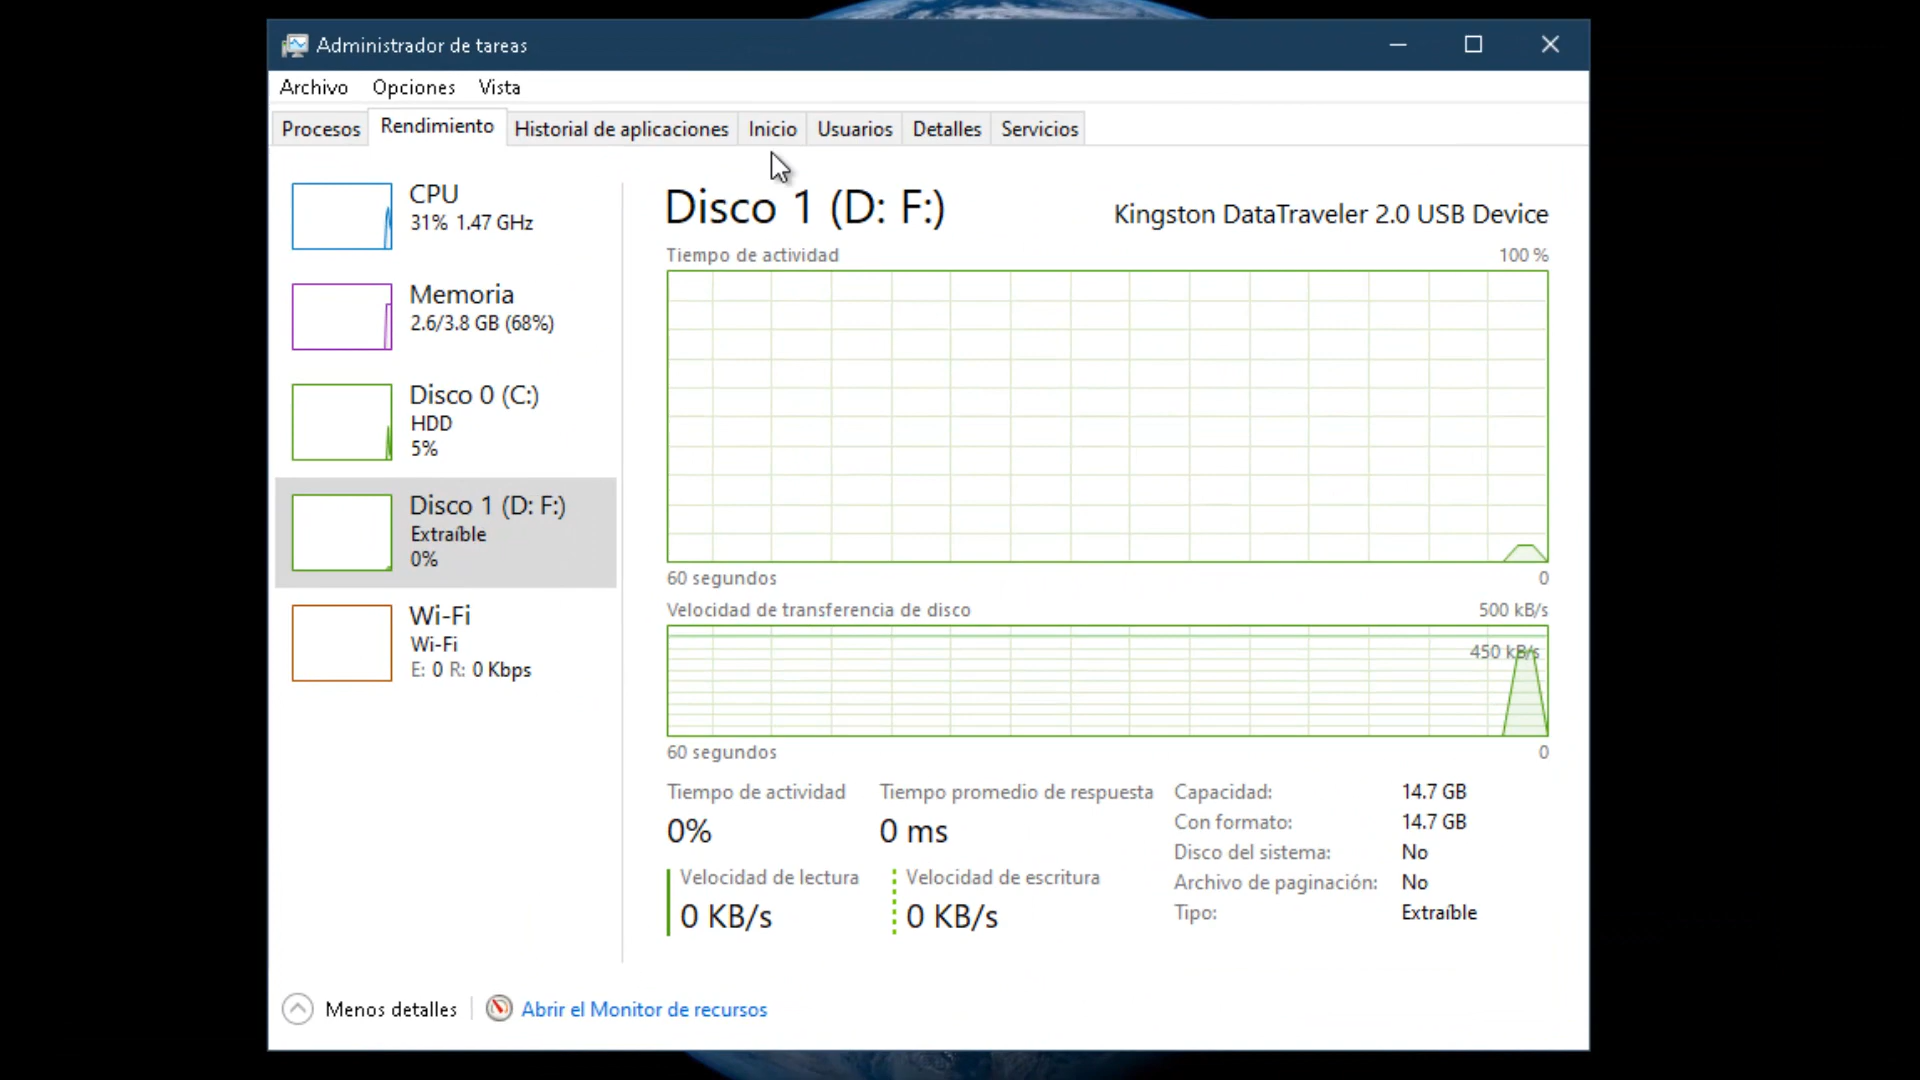 Administrador de tareas
Archivo Opciones Vista
Procesos Rendimiento Historial de aplicaciones Inicio Usuarios Detalles Servicios
CPU
31% 1.47 GHz
Memoria
2.6/3.8 GB (68%)
Disco 0 (C:)
HDD
5%
Disco 1 (D: F:)
Extraíble
0%
Wi-Fi
Wi-Fi
E: 0 R: 0 Kbps
Disco 1 (D: F:) Kingston DataTraveler 2.0 USB Device
Tiempo de actividad 100 %
60 segundos 0
Velocidad de transferencia de disco 500 kB/s
450 kB/s
60 segundos 0
Tiempo de actividad Tiempo promedio de respuesta
0% 0 ms
Velocidad de lectura Velocidad de escritura
0 KB/s 0 KB/s
Capacidad: 14.7 GB
Con formato: 14.7 GB
Disco del sistema: No
Archivo de paginación: No
Tipo: Extraíble
Menos detalles Abrir el Monitor de recursos